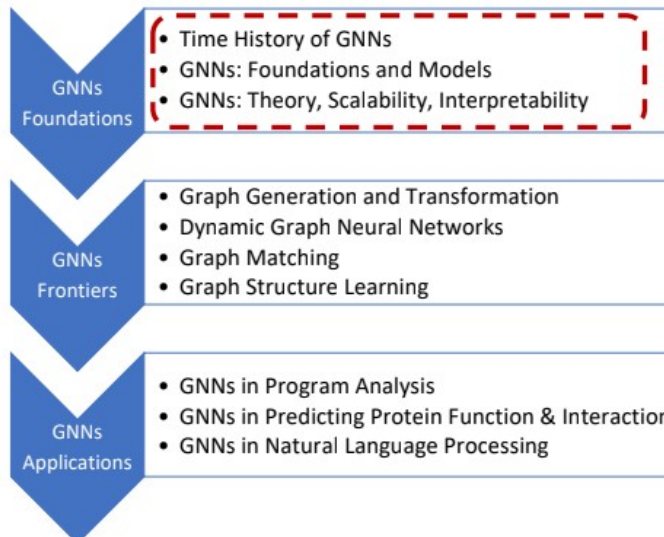 GNNs
Foundations
• Time History of GNNs
• GNNs: Foundations and Models
• GNNs: Theory, Scalability, Interpretability
GNNs
Frontiers
• Graph Generation and Transformation
• Dynamic Graph Neural Networks
• Graph Matching
• Graph Structure Learning
GNNs
Applications
• GNNs in Program Analysis
• GNNs in Predicting Protein Function & Interaction
• GNNs in Natural Language Processing